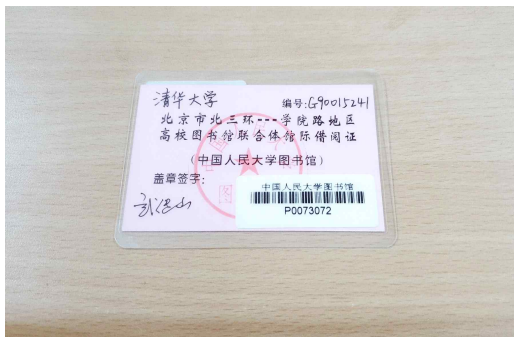 清华大学 编号:G90015241
北京市北三环---学院路地区
高校图书馆联合体馆际借阅证
(中国人民大学图书馆)
盖章签字:
中国人民大学图书馆
P0073072